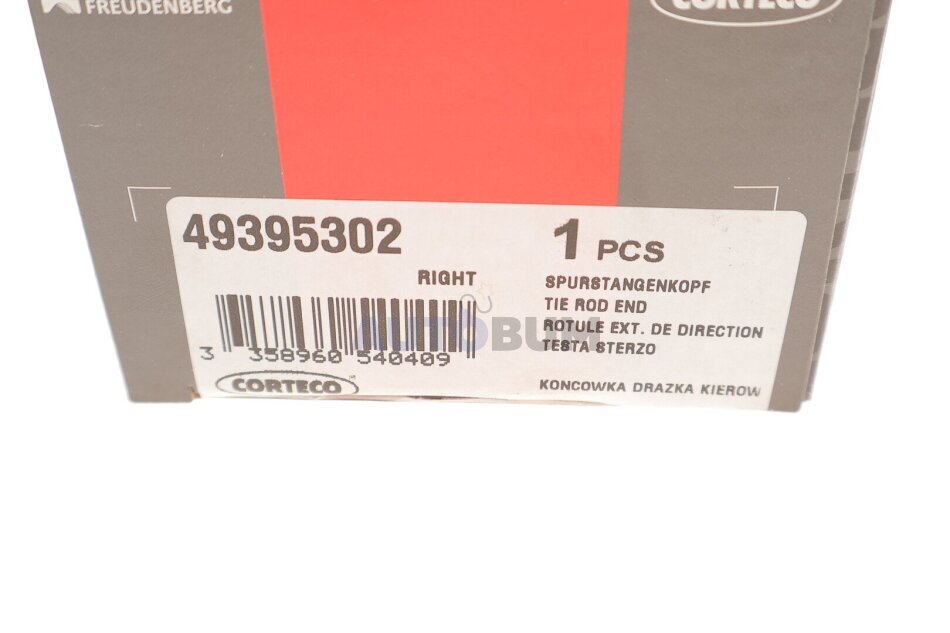 FREUDENBERG
CORTECO
49395302
1 PCS
RIGHT
SPURSTANGENKOPF
TIE ROD END
ROTULE EXT. DE DIRECTION
TESTA STERZO
AUTOBUM
3 358960 540409
CORTECO
KONCOWKA DRAZKA KIEROW